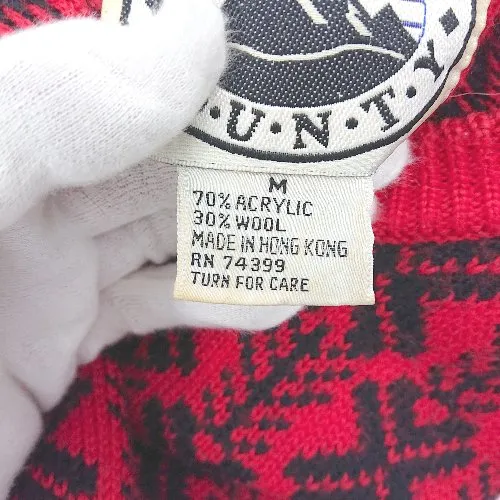 U·N·T·Y
M
70% ACRYLIC
30% WOOL
MADE IN HONG KONG
RN 74399
TURN FOR CARE